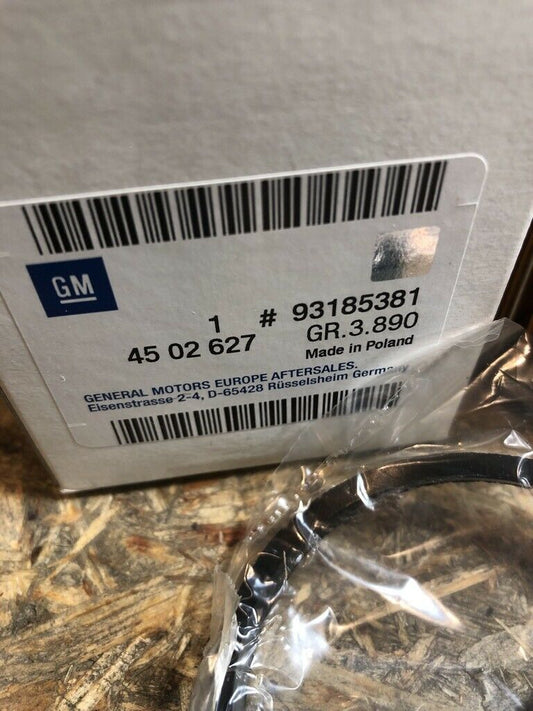 GM
1 # 93185381
45 02 627 GR.3.890
Made in Poland
GENERAL MOTORS EUROPE AFTERSALES.
Eisenstrasse 2-4, D-65428 Rüsselsheim Germany